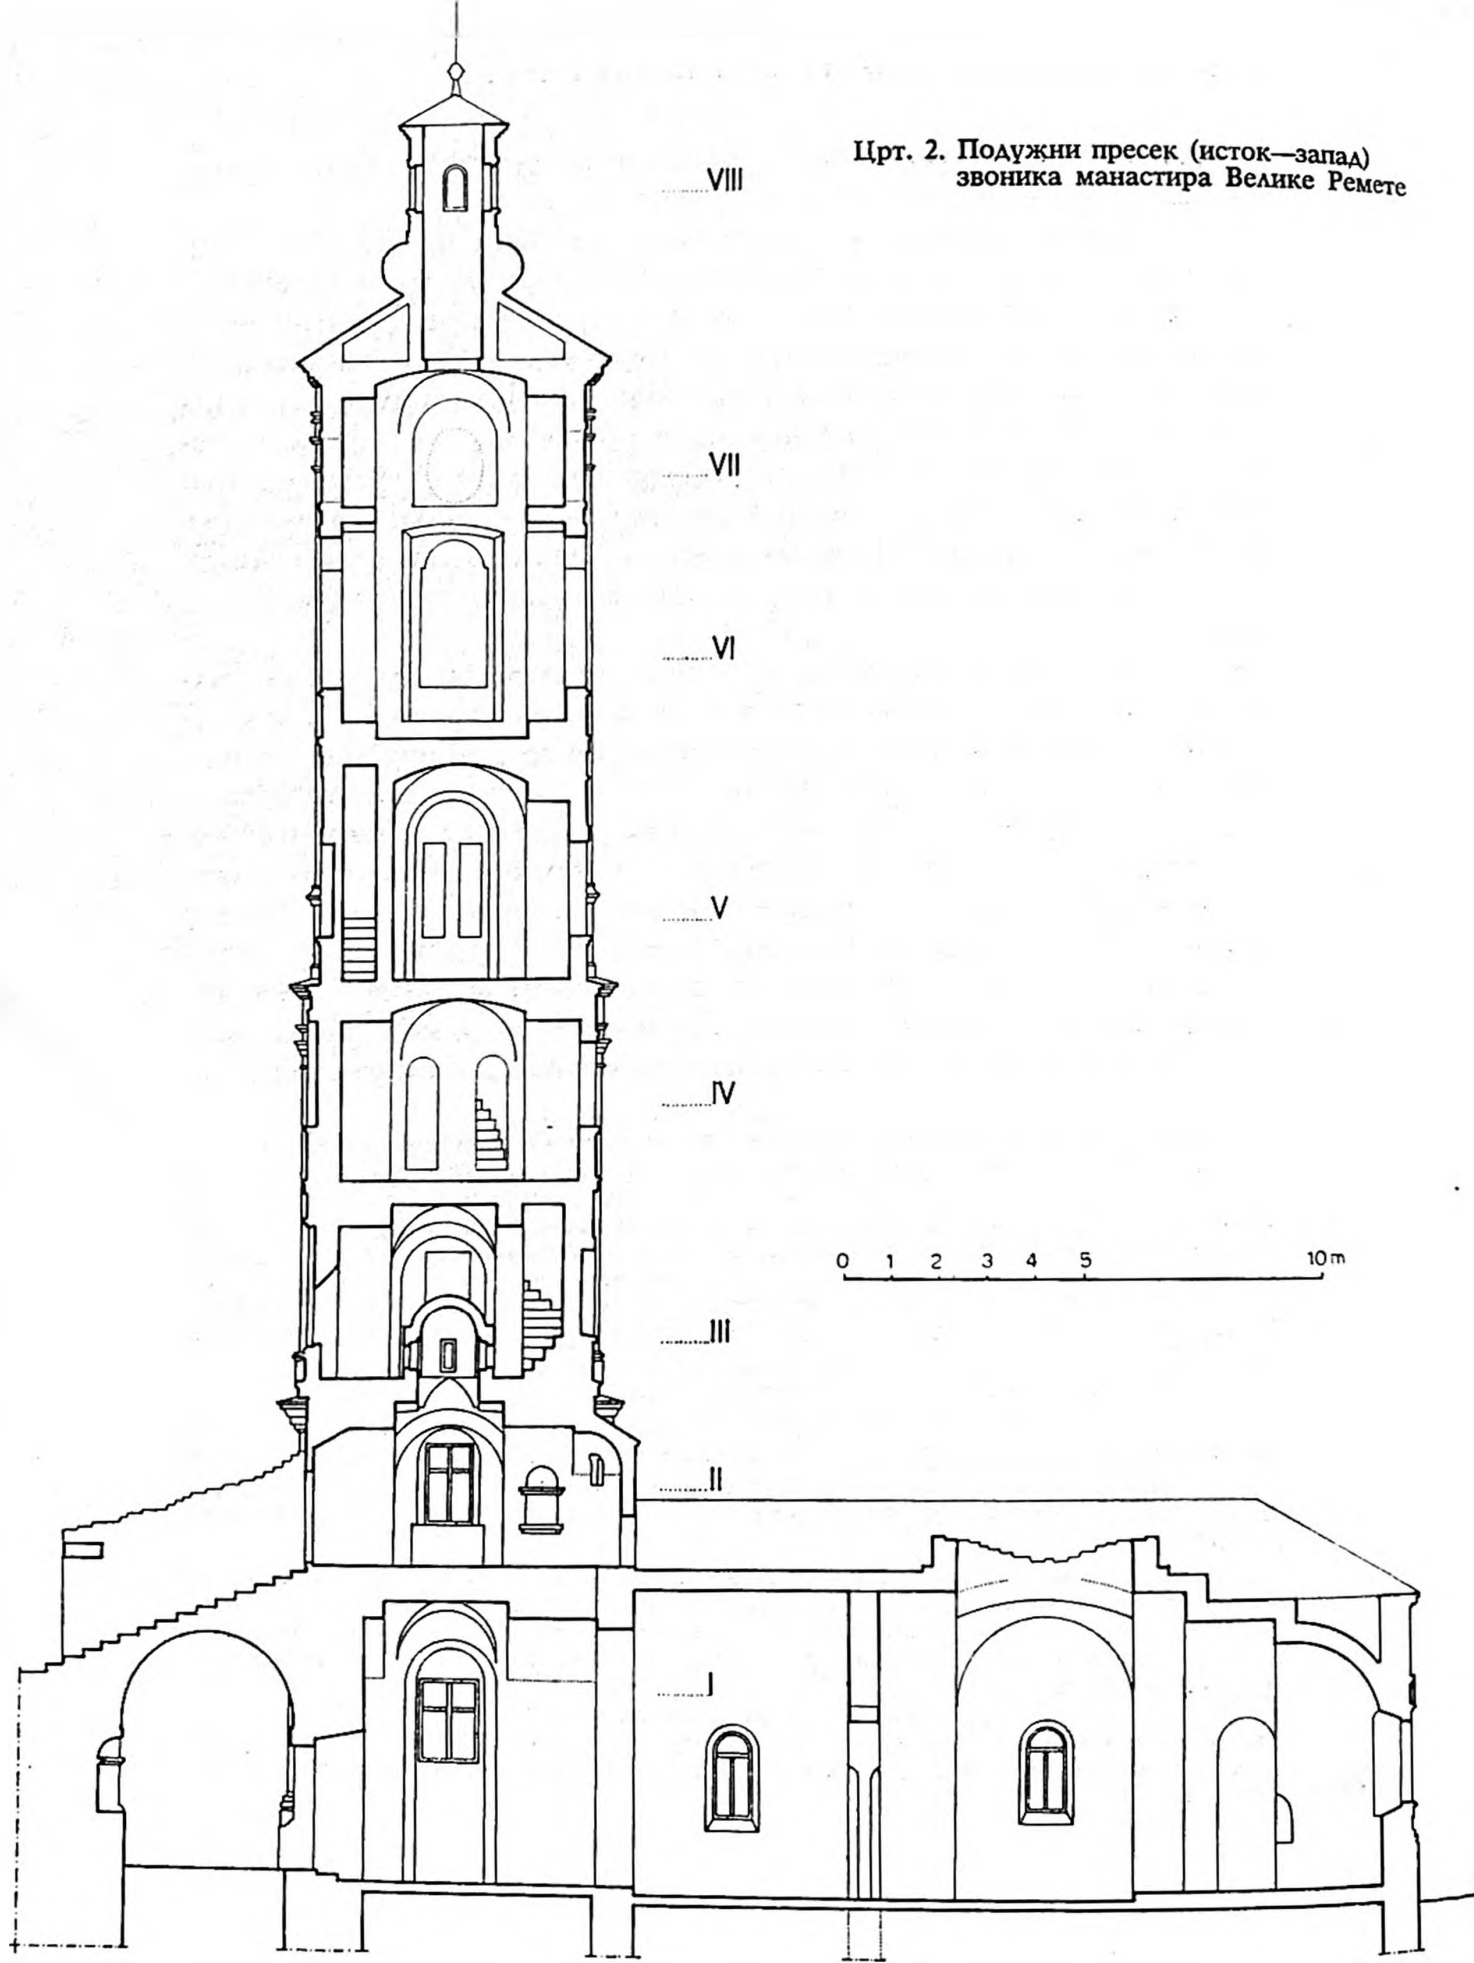 Црт. 2. Подужни пресек (исток—запад)
звоника манастира Велике Ремете
VIII
VII
VI
V
IV
0 1 2 3 4 5 10 m
III
II
I